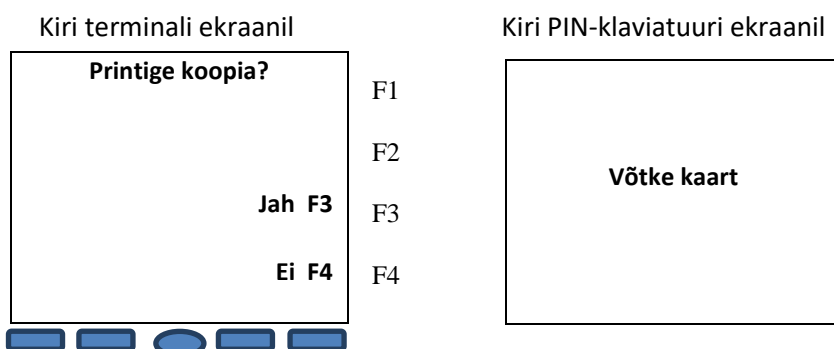 Kiri terminali ekraanil
Printige koopia?
F1
F2
Jah F3
F3
Ei F4
F4
Kiri PIN-klaviatuuri ekraanil
Võtke kaart